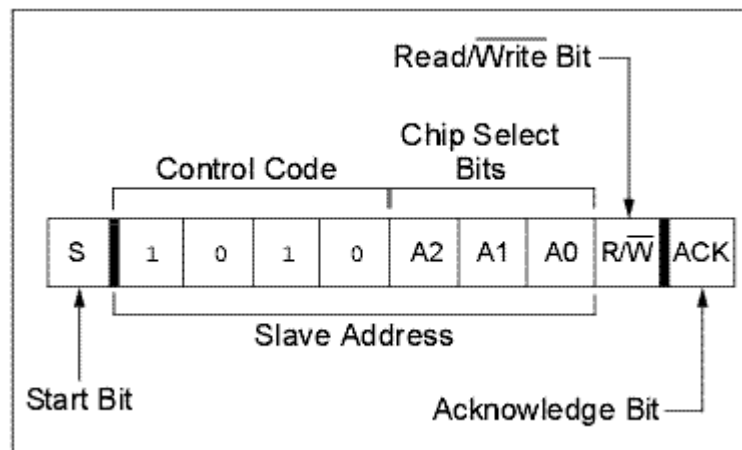 Read/Write Bit
Chip Select
Bits
Control Code
S 1 0 1 0 A2 A1 A0 R/W ACK
Slave Address
Start Bit
Acknowledge Bit